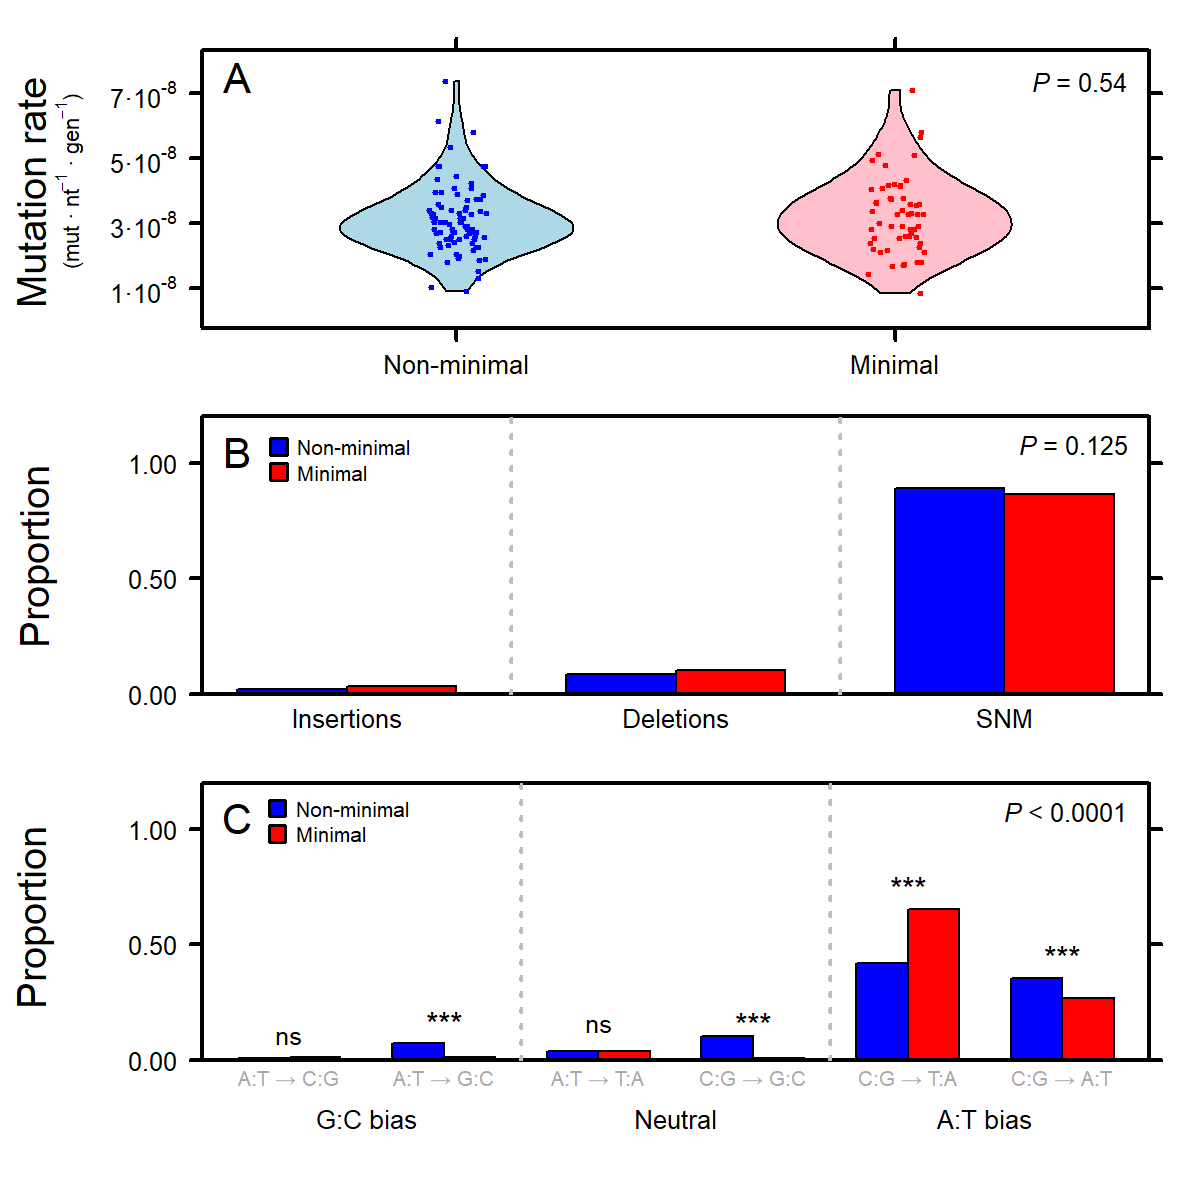 A
P = 0.54
Mutation rate
(mut · nt⁻¹ · gen⁻¹)
7·10⁻⁸
5·10⁻⁸
3·10⁻⁸
1·10⁻⁸
Non-minimal
Minimal
B
Non-minimal
Minimal
P = 0.125
Proportion
1.00
0.50
0.00
Insertions
Deletions
SNM
C
Non-minimal
Minimal
P < 0.0001
Proportion
1.00
0.50
0.00
ns
***
ns
***
***
***
A:T → C:G
A:T → G:C
A:T → T:A
C:G → G:C
C:G → T:A
C:G → A:T
G:C bias
Neutral
A:T bias